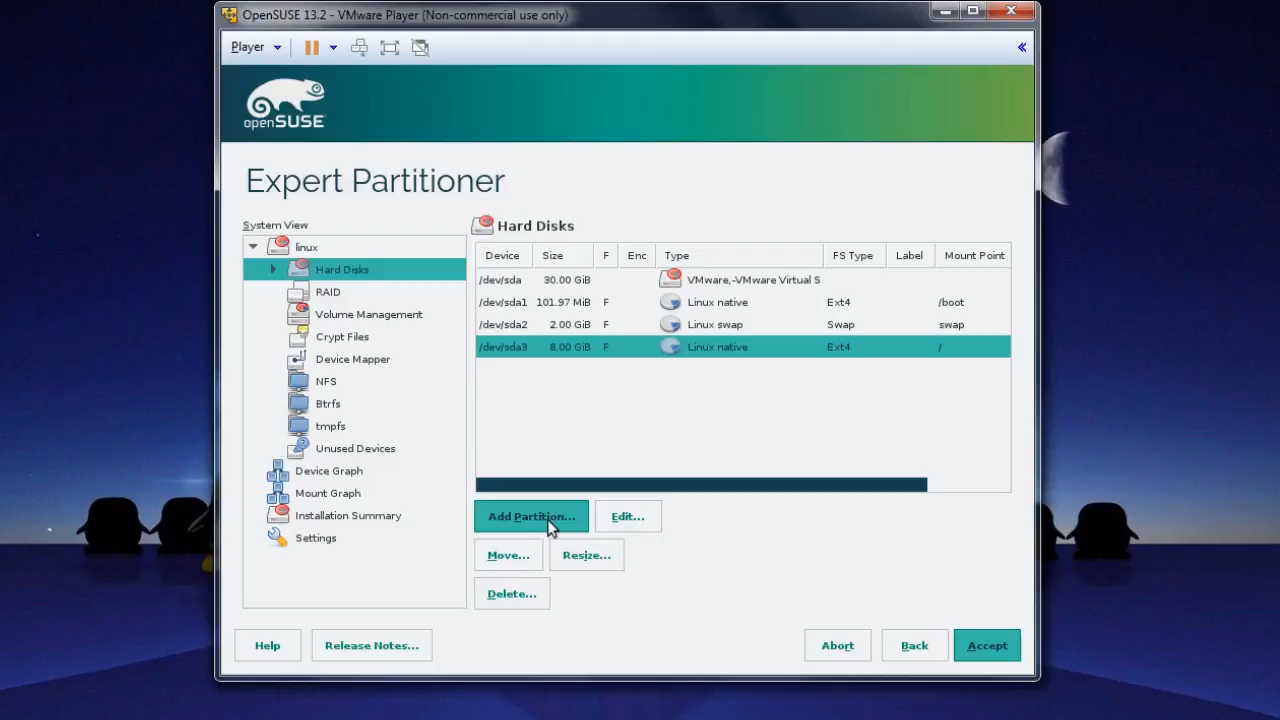 OpenSUSE 13.2 - VMware Player (Non-commercial use only)
Player
openSUSE
Expert Partitioner
System View
linux
Hard Disks
RAID
Volume Management
Crypt Files
Device Mapper
NFS
Btrfs
tmpfs
Unused Devices
Device Graph
Mount Graph
Installation Summary
Settings
Hard Disks
Device Size F Enc Type FS Type Label Mount Point
/dev/sda 30.00 GiB VMware,-VMware Virtual S
/dev/sda1 101.97 MiB F Linux native Ext4 /boot
/dev/sda2 2.00 GiB F Linux swap Swap swap
/dev/sda3 8.00 GiB F Linux native Ext4 /
Add Partition... Edit...
Move... Resize...
Delete...
Help Release Notes... Abort Back Accept